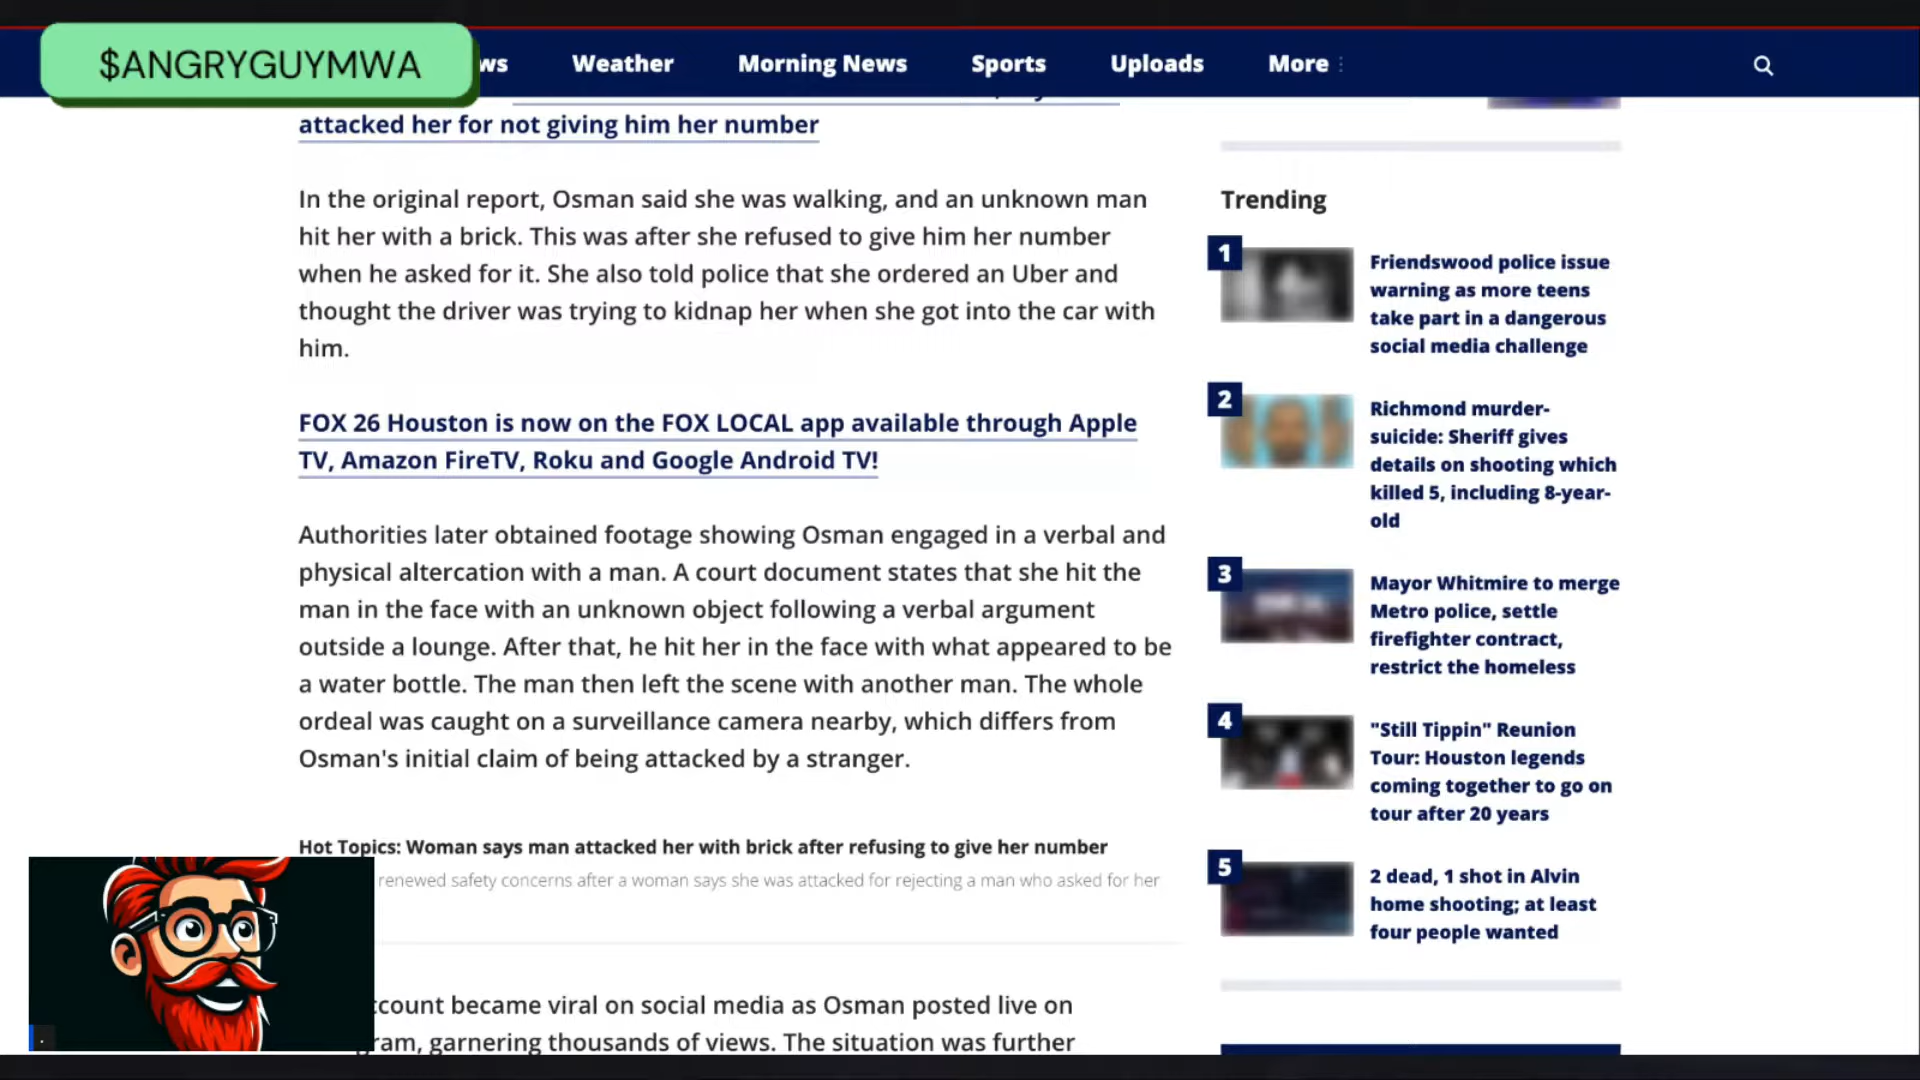 $ANGRYGUYMWA
ws
Weather
Morning News
Sports
Uploads
More
attacked her for not giving him her number
In the original report, Osman said she was walking, and an unknown man
hit her with a brick. This was after she refused to give him her number
when he asked for it. She also told police that she ordered an Uber and
thought the driver was trying to kidnap her when she got into the car with
him.
FOX 26 Houston is now on the FOX LOCAL app available through Apple
TV, Amazon FireTV, Roku and Google Android TV!
Authorities later obtained footage showing Osman engaged in a verbal and
physical altercation with a man. A court document states that she hit the
man in the face with an unknown object following a verbal argument
outside a lounge. After that, he hit her in the face with what appeared to be
a water bottle. The man then left the scene with another man. The whole
ordeal was caught on a surveillance camera nearby, which differs from
Osman's initial claim of being attacked by a stranger.
Hot Topics: Woman says man attacked her with brick after refusing to give her number
renewed safety concerns after a woman says she was attacked for rejecting a man who asked for her
ccount became viral on social media as Osman posted live on
gram, garnering thousands of views. The situation was further
Trending
1
Friendswood police issue
warning as more teens
take part in a dangerous
social media challenge
2
Richmond murder-
suicide: Sheriff gives
details on shooting which
killed 5, including 8-year-
old
3
Mayor Whitmire to merge
Metro police, settle
firefighter contract,
restrict the homeless
4
"Still Tippin" Reunion
Tour: Houston legends
coming together to go on
tour after 20 years
5
2 dead, 1 shot in Alvin
home shooting; at least
four people wanted